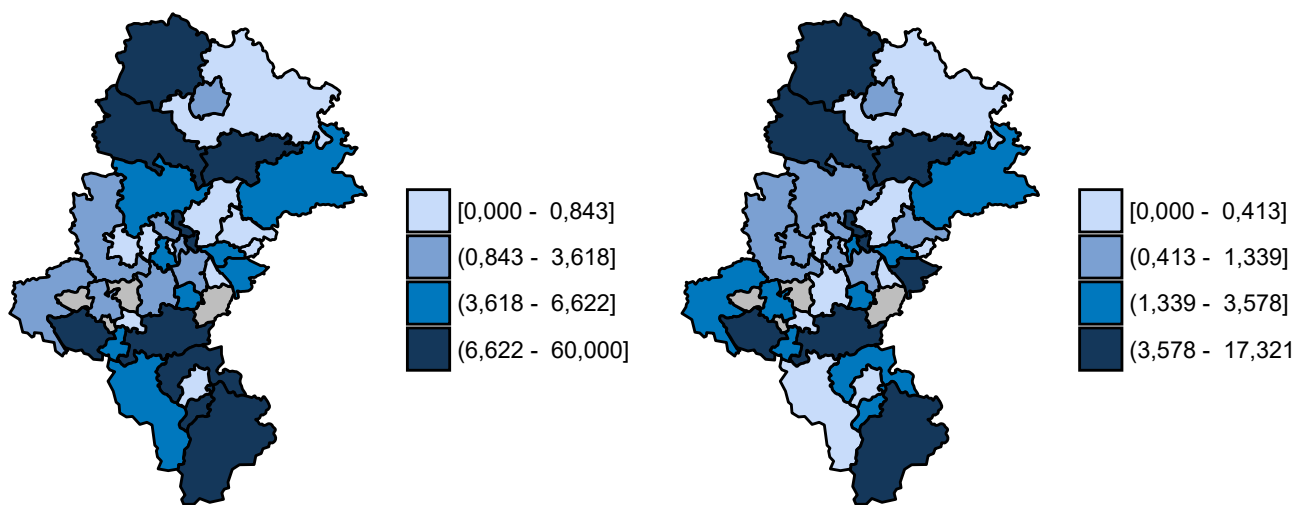 [0,000 - 0,843]
(0,843 - 3,618]
(3,618 - 6,622]
(6,622 - 60,000]
[0,000 - 0,413]
(0,413 - 1,339]
(1,339 - 3,578]
(3,578 - 17,321